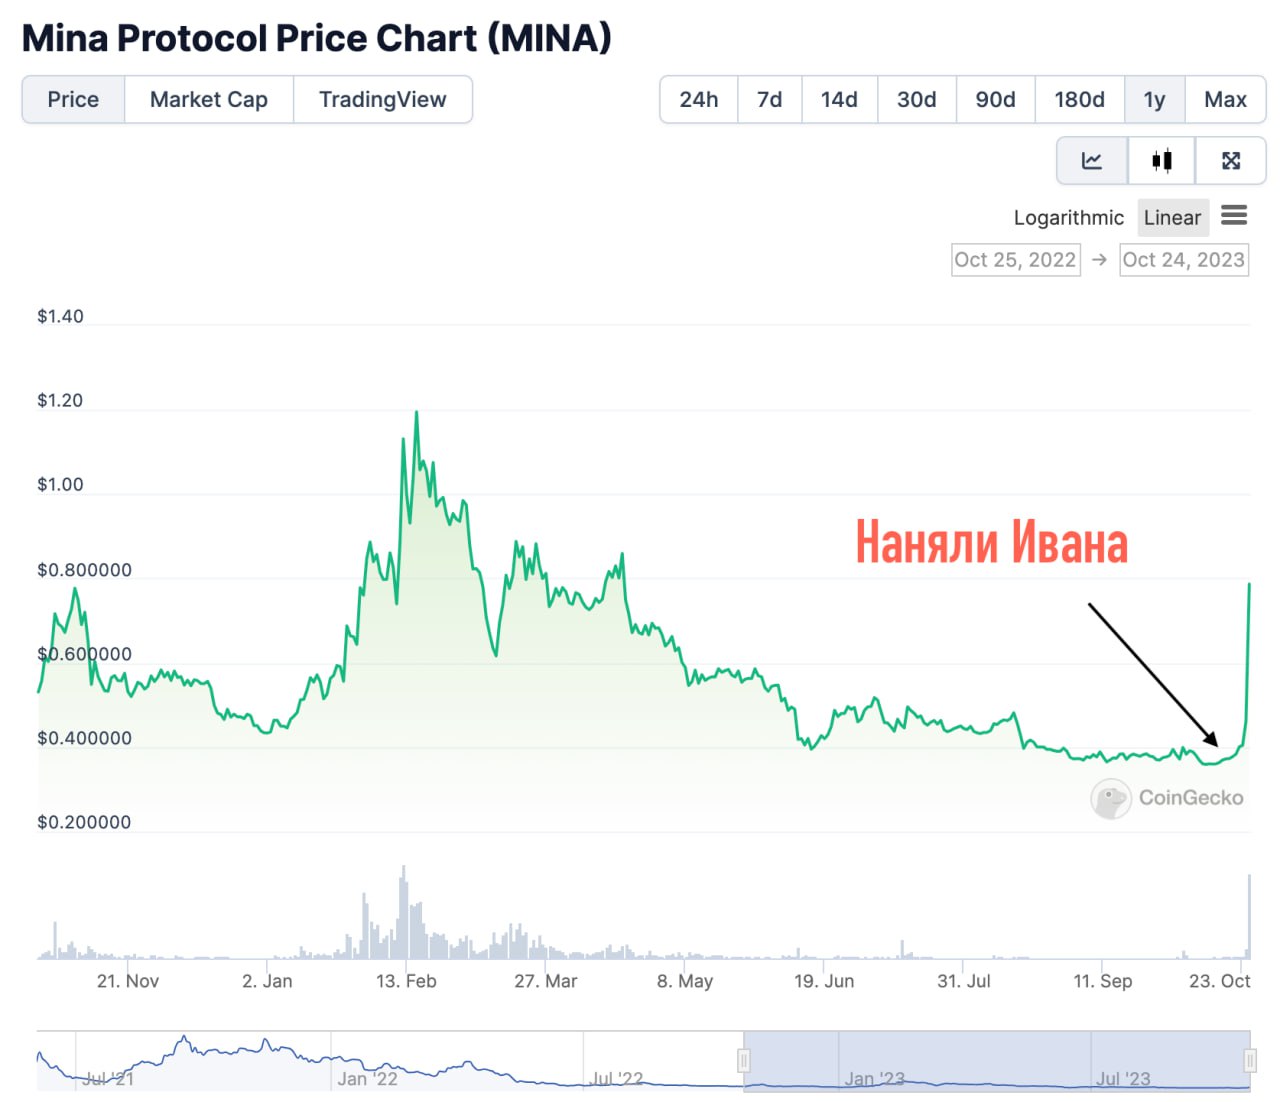 Mina Protocol Price Chart (MINA)
Price Market Cap TradingView 24h 7d 14d 30d 90d 180d 1y Max
Logarithmic Linear
Oct 25, 2022 → Oct 24, 2023
$1.40
$1.20
$1.00
Наняли Ивана
$0.800000
$0.600000
$0.400000
CoinGecko
$0.200000
21. Nov 2. Jan 13. Feb 27. Mar 8. May 19. Jun 31. Jul 11. Sep 23. Oct
Jul '21 Jan '22 Jul '22 Jan '23 Jul '23